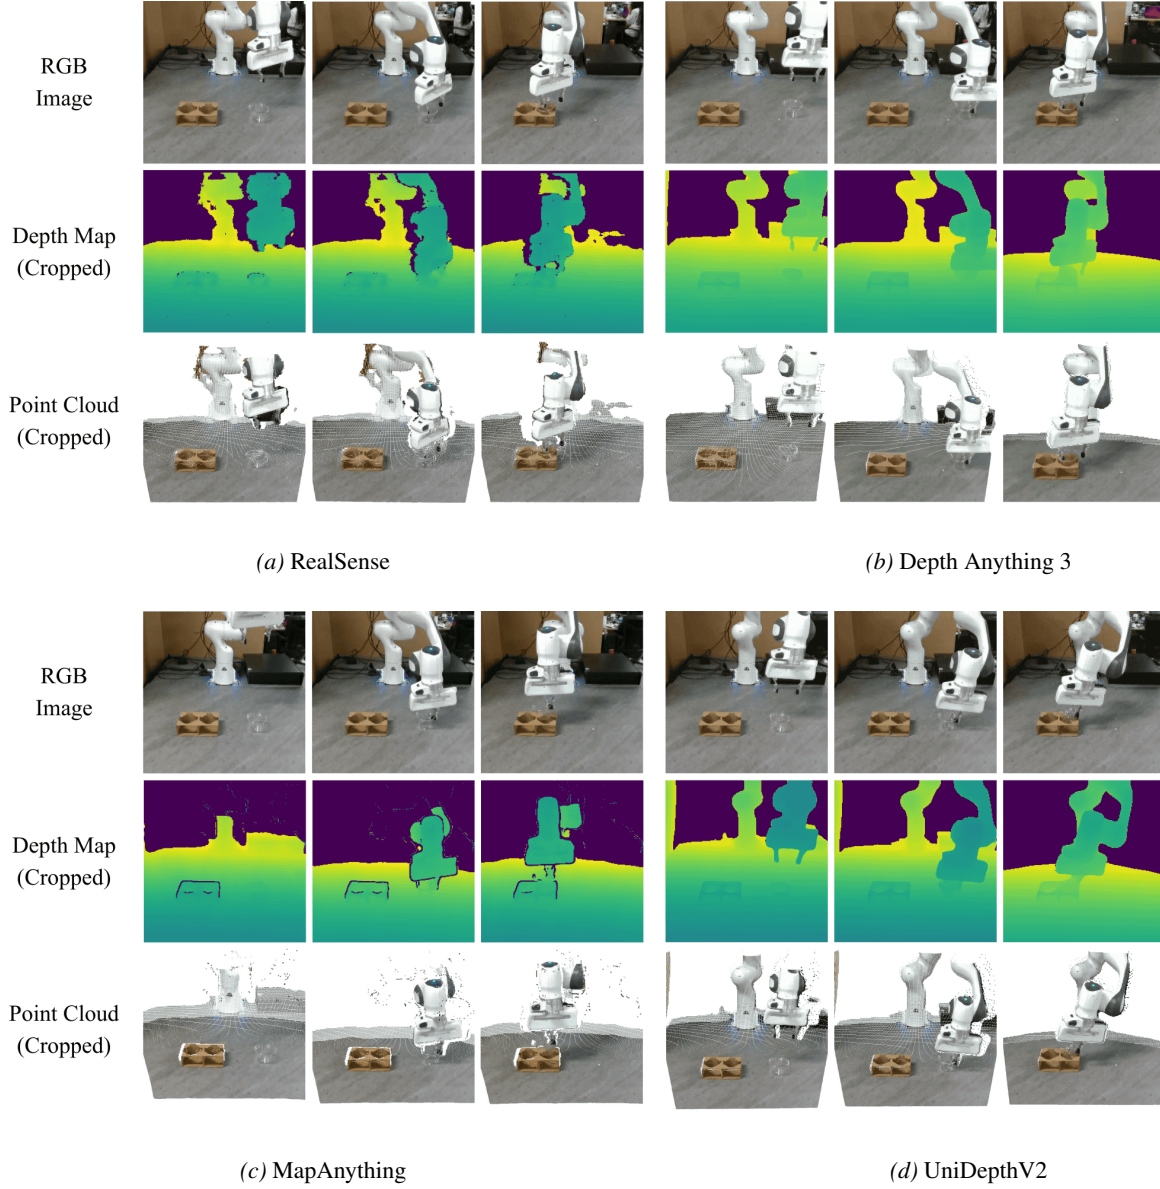 RGB
Image
Depth Map
(Cropped)
Point Cloud
(Cropped)
(a) RealSense
(b) Depth Anything 3
RGB
Image
Depth Map
(Cropped)
Point Cloud
(Cropped)
(c) MapAnything
(d) UniDepthV2